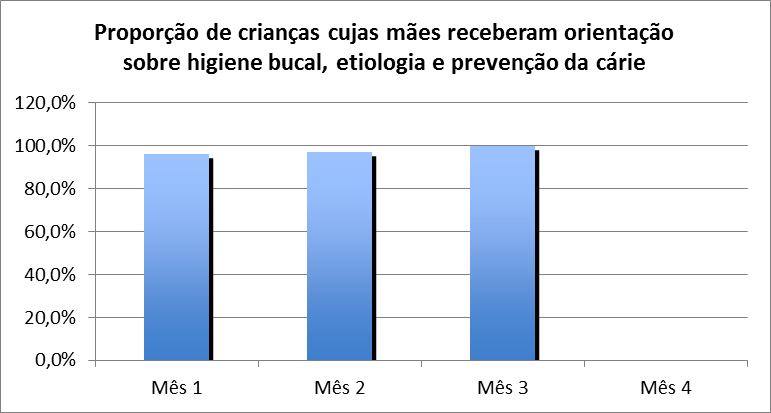 Proporção de crianças cujas mães receberam orientação
sobre higiene bucal, etiologia e prevenção da cárie
120,0%
100,0%
80,0%
60,0%
40,0%
20,0%
0,0%
Mês 1 Mês 2 Mês 3 Mês 4